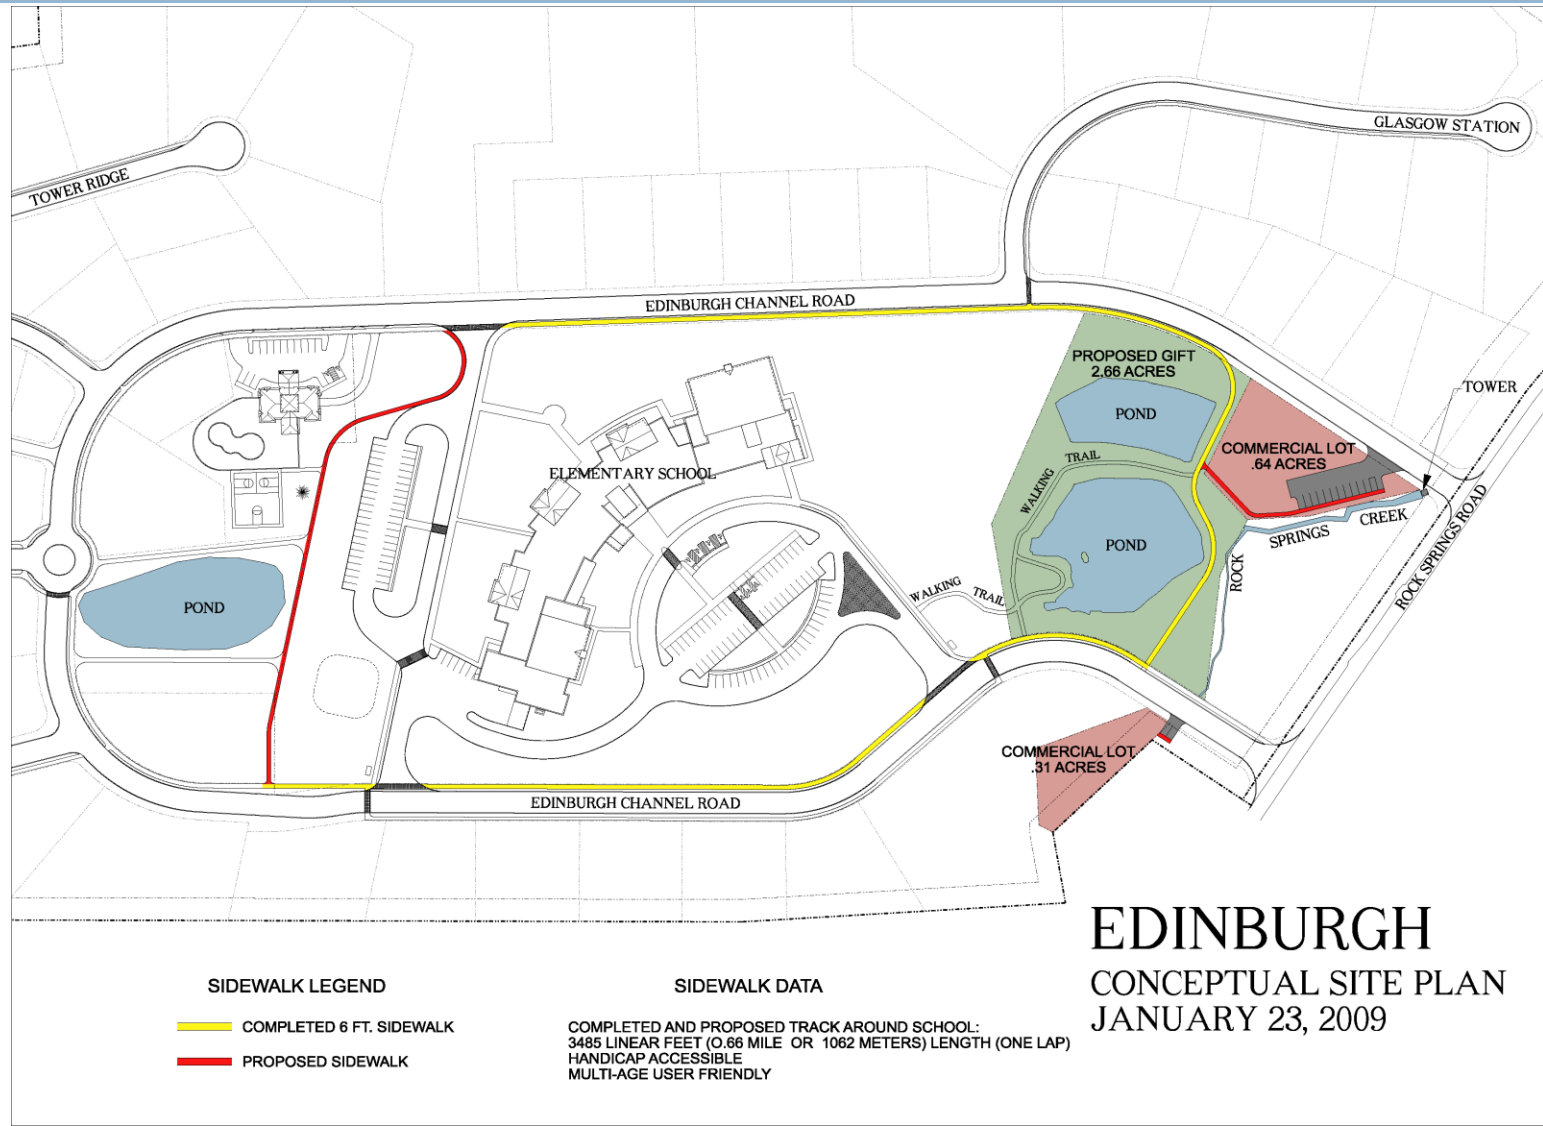 GLASGOW STATION
TOWER RIDGE
EDINBURGH CHANNEL ROAD
PROPOSED GIFT
2.66 ACRES
TOWER
POND
COMMERCIAL LOT
.64 ACRES
WALKING TRAIL
ELEMENTARY SCHOOL
ROCK SPRINGS CREEK
POND
ROCK SPRINGS ROAD
WALKING TRAIL
POND
COMMERCIAL LOT
.31 ACRES
EDINBURGH CHANNEL ROAD
EDINBURGH
CONCEPTUAL SITE PLAN
JANUARY 23, 2009
SIDEWALK LEGEND
COMPLETED 6 FT. SIDEWALK
PROPOSED SIDEWALK
SIDEWALK DATA
COMPLETED AND PROPOSED TRACK AROUND SCHOOL:
3485 LINEAR FEET (O.66 MILE OR 1062 METERS) LENGTH (ONE LAP)
HANDICAP ACCESSIBLE
MULTI-AGE USER FRIENDLY